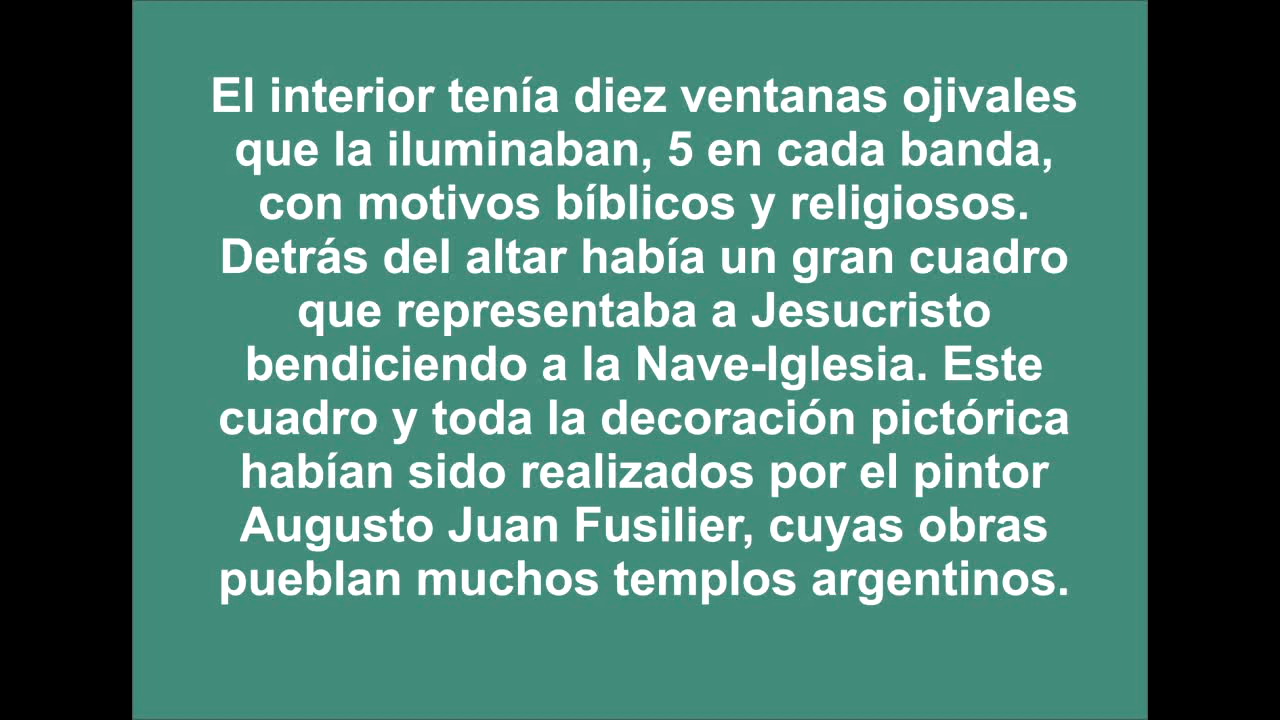 El interior tenía diez ventanas ojivales
que la iluminaban, 5 en cada banda,
con motivos bíblicos y religiosos.
Detrás del altar había un gran cuadro
que representaba a Jesucristo
bendiciendo a la Nave-Iglesia. Este
cuadro y toda la decoración pictórica
habían sido realizados por el pintor
Augusto Juan Fusilier, cuyas obras
pueblan muchos templos argentinos.